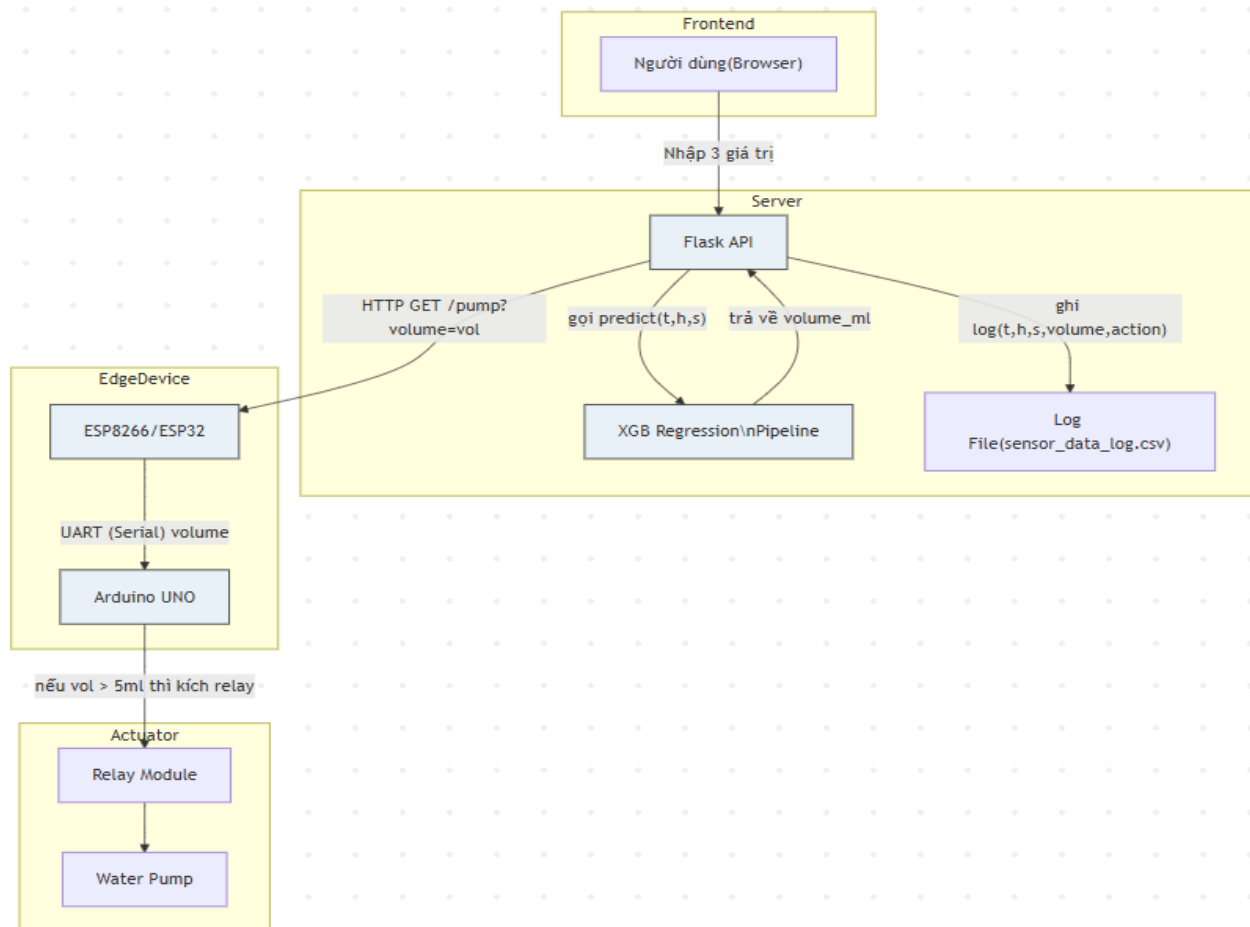 Frontend
Người dùng(Browser)
Nhập 3 giá trị
Server
Flask API
HTTP GET /pump?
volume=vol
gọi predict(t,h,s)
trả về volume_ml
ghi
log(t,h,s,volume,action)
EdgeDevice
ESP8266/ESP32
XGB Regression\nPipeline
Log
File(sensor_data_log.csv)
UART (Serial) volume
Arduino UNO
nếu vol > 5ml thì kích relay
Actuator
Relay Module
Water Pump